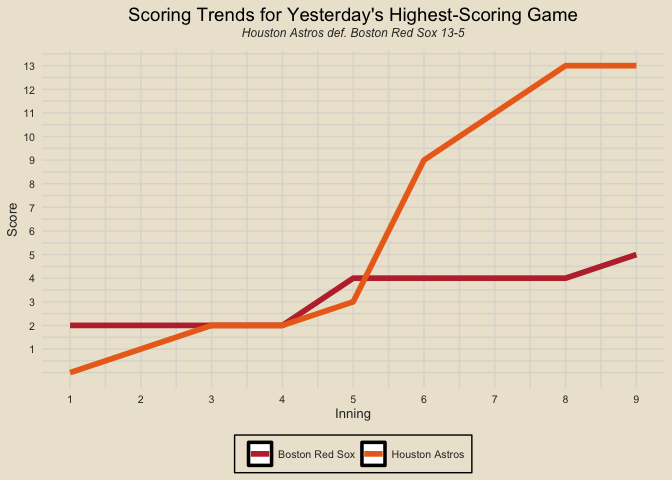 Scoring Trends for Yesterday's Highest-Scoring Game
Houston Astros def. Boston Red Sox 13-5
13
12
11
10
9
8
7
6
5
4
3
2
1
Score
1 2 3 4 5 6 7 8 9
Inning
Boston Red Sox Houston Astros